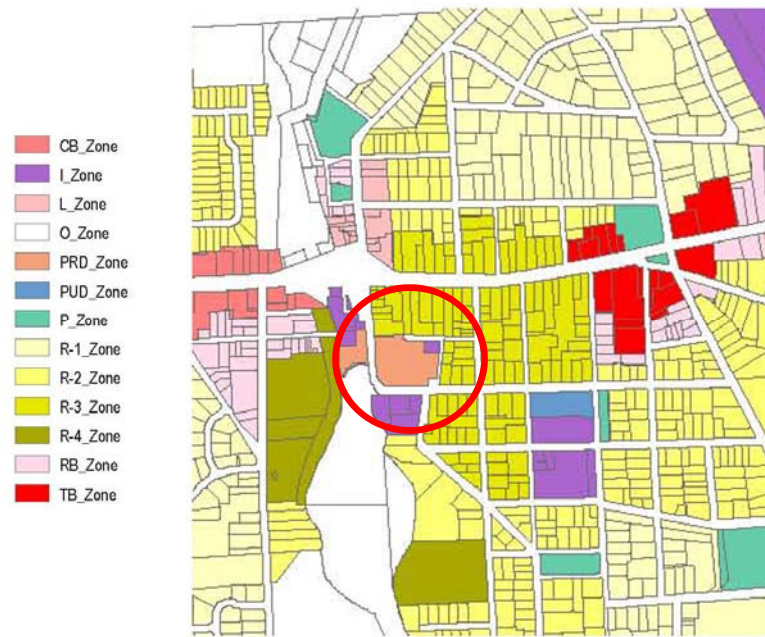 CB_Zone
I_Zone
L_Zone
O_Zone
PRD_Zone
PUD_Zone
P_Zone
R-1_Zone
R-2_Zone
R-3_Zone
R-4_Zone
RB_Zone
TB_Zone